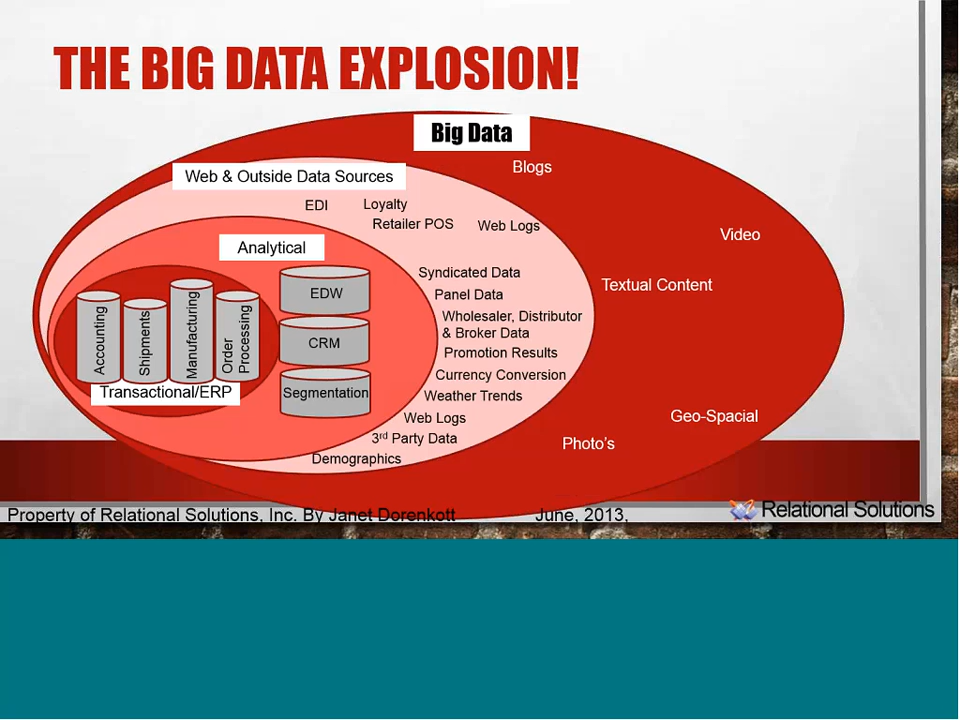 THE BIG DATA EXPLOSION!
Big Data
Blogs
Web & Outside Data Sources
EDI
Loyalty
Retailer POS
Web Logs
Video
Analytical
Syndicated Data
Textual Content
Panel Data
EDW
Wholesaler, Distributor
& Broker Data
CRM
Promotion Results
Currency Conversion
Accounting
Shipments
Manufacturing
Order
Processing
Transactional/ERP
Segmentation
Weather Trends
Web Logs
Geo-Spacial
3rd Party Data
Photo's
Demographics
Property of Relational Solutions, Inc. By Janet Dorenkott
June, 2013,
Relational Solutions